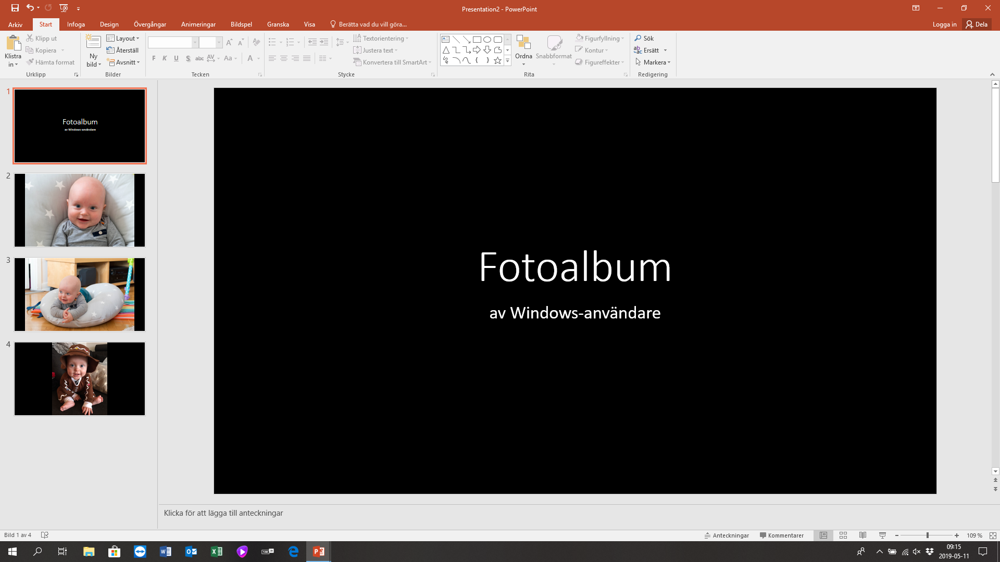 Presentation2 - PowerPoint
Arkiv
Start
Infoga
Design
Övergångar
Animeringar
Bildspel
Granska
Visa
Berätta vad du vill göra...
Logga in
Dela
Klistra
in
Klipp ut
Kopiera
Hämta format
Urklipp
Ny
bild
Layout
Återställ
Avsnitt
Bilder
F K U S abc AV Aa A
Tecken
Textorientering
Justera text
Konvertera till SmartArt
Stycke
Ordna
Snabbformat
Figurfyllning
Kontur
Figureffekter
Rita
Sök
Ersätt
Markera
Redigering
1
Fotoalbum
av Windows-användare
2
3
4
Fotoalbum
av Windows-användare
Klicka för att lägga till anteckningar
Bild 1 av 4
Anteckningar
Kommentarer
109 %
09:15
2019-05-11